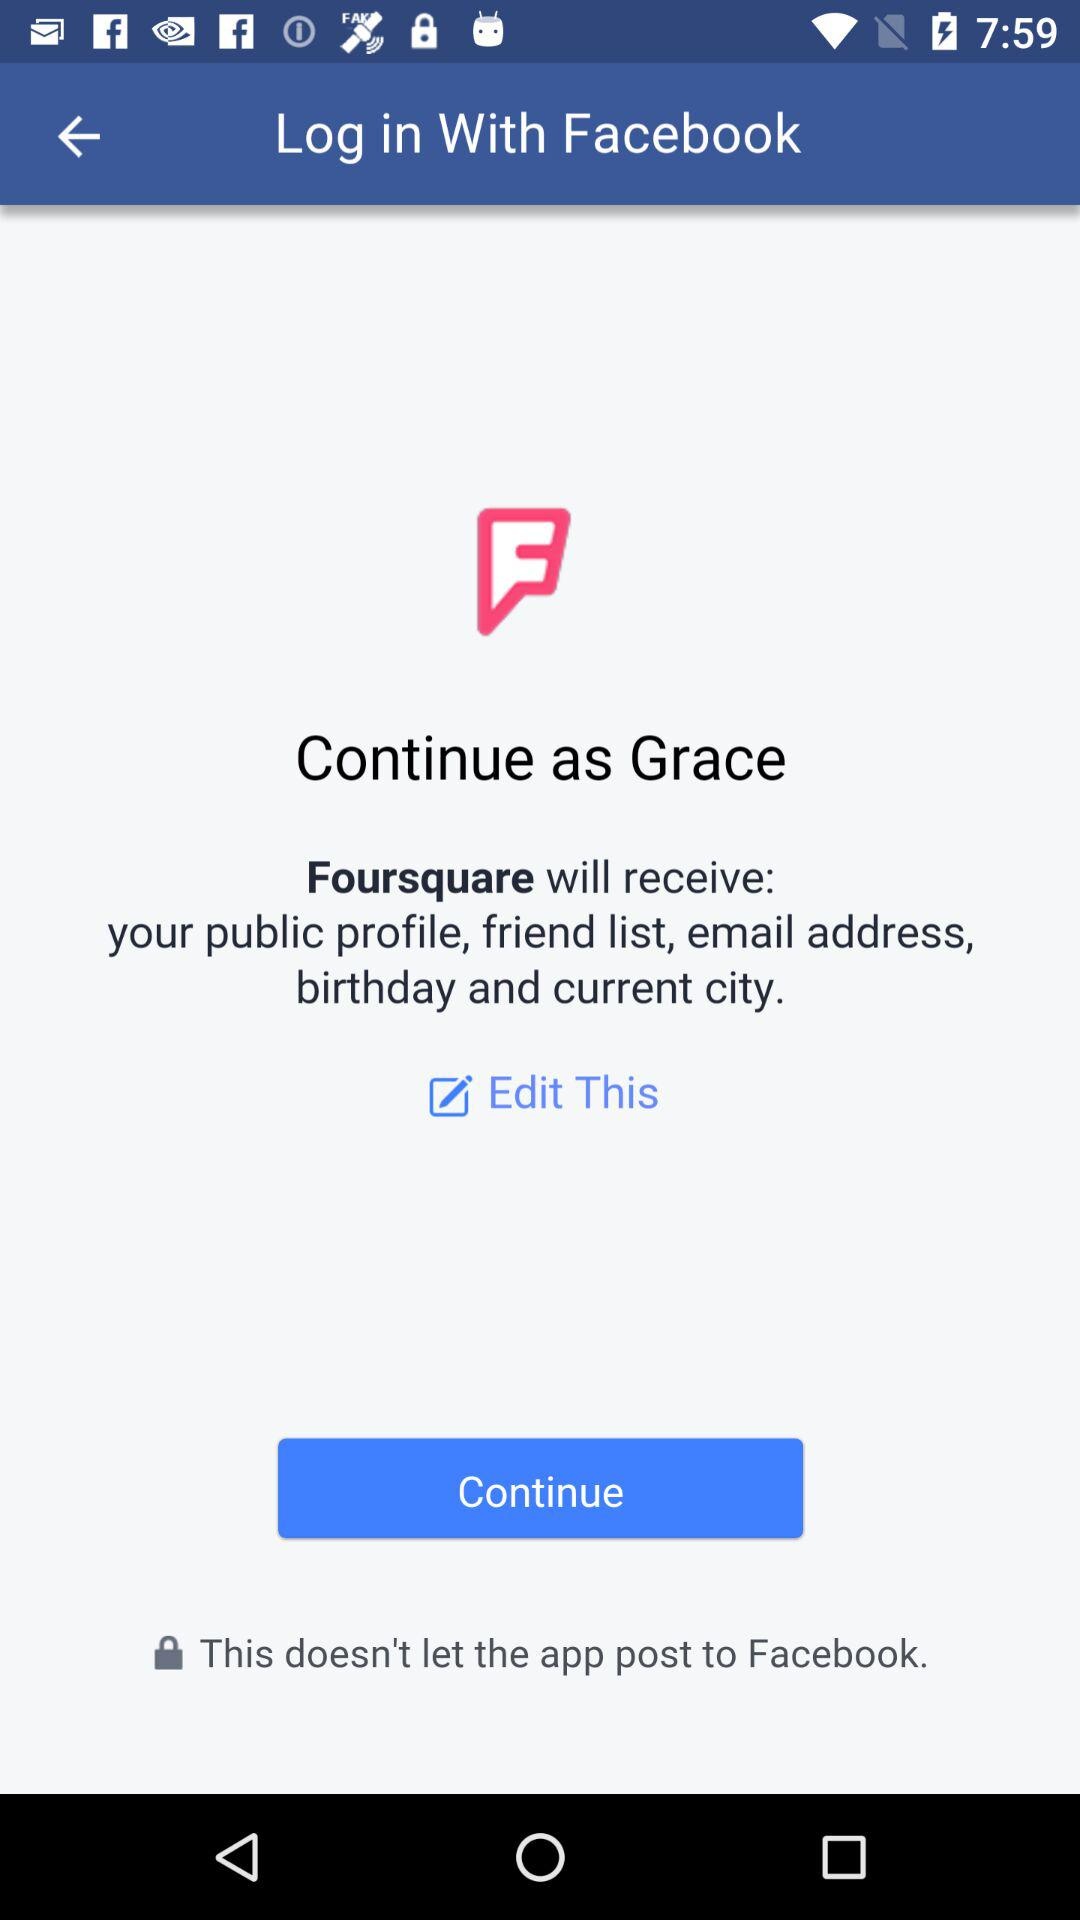 FAKE
7:59
Log in With Facebook
Continue as Grace
Foursquare will receive:
your public profile, friend list, email address,
birthday and current city.
Edit This
Continue
This doesn't let the app post to Facebook.